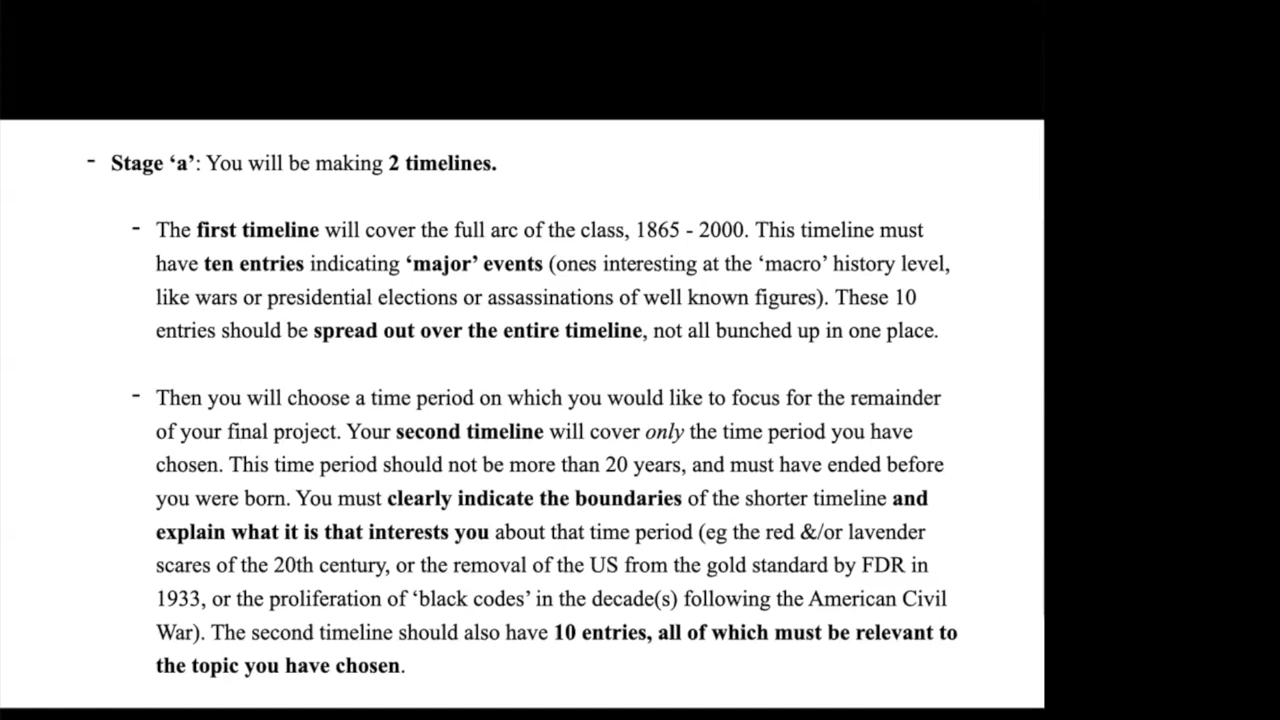 - Stage ‘a’: You will be making 2 timelines.
- The first timeline will cover the full arc of the class, 1865 - 2000. This timeline must
have ten entries indicating ‘major’ events (ones interesting at the ‘macro’ history level,
like wars or presidential elections or assassinations of well known figures). These 10
entries should be spread out over the entire timeline, not all bunched up in one place.
- Then you will choose a time period on which you would like to focus for the remainder
of your final project. Your second timeline will cover only the time period you have
chosen. This time period should not be more than 20 years, and must have ended before
you were born. You must clearly indicate the boundaries of the shorter timeline and
explain what it is that interests you about that time period (eg the red &/or lavender
scares of the 20th century, or the removal of the US from the gold standard by FDR in
1933, or the proliferation of ‘black codes’ in the decade(s) following the American Civil
War). The second timeline should also have 10 entries, all of which must be relevant to
the topic you have chosen.